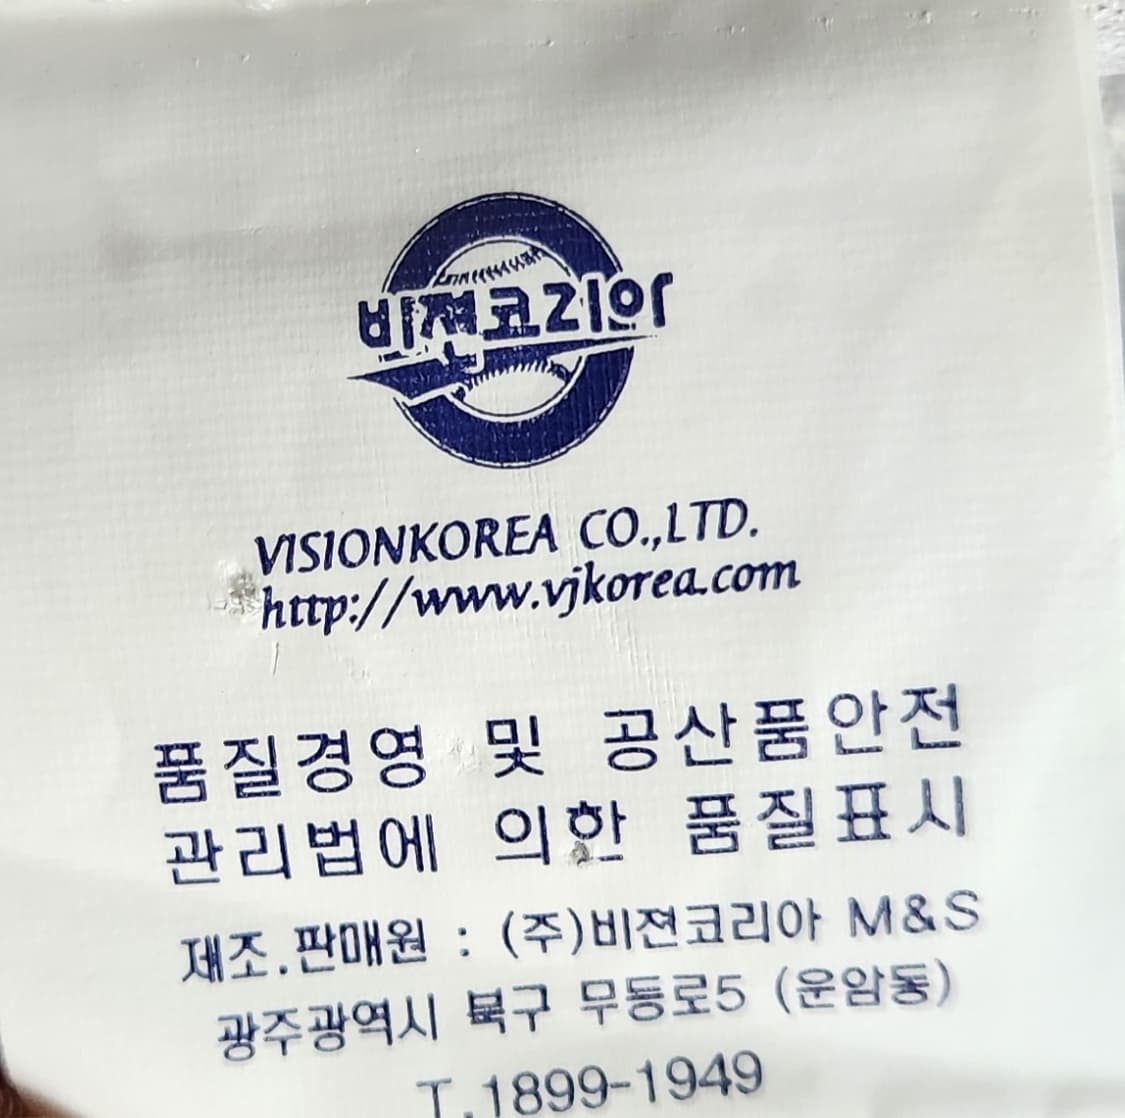 비젼코리아
VISIONKOREA CO.,LTD.
http://www.vjkorea.com
품질경영 및 공산품안전
관리법에 의한 품질표시
제조.판매원 : (주)비젼코리아 M&S
광주광역시 북구 무등로5 (운암동)
T.1899-1949